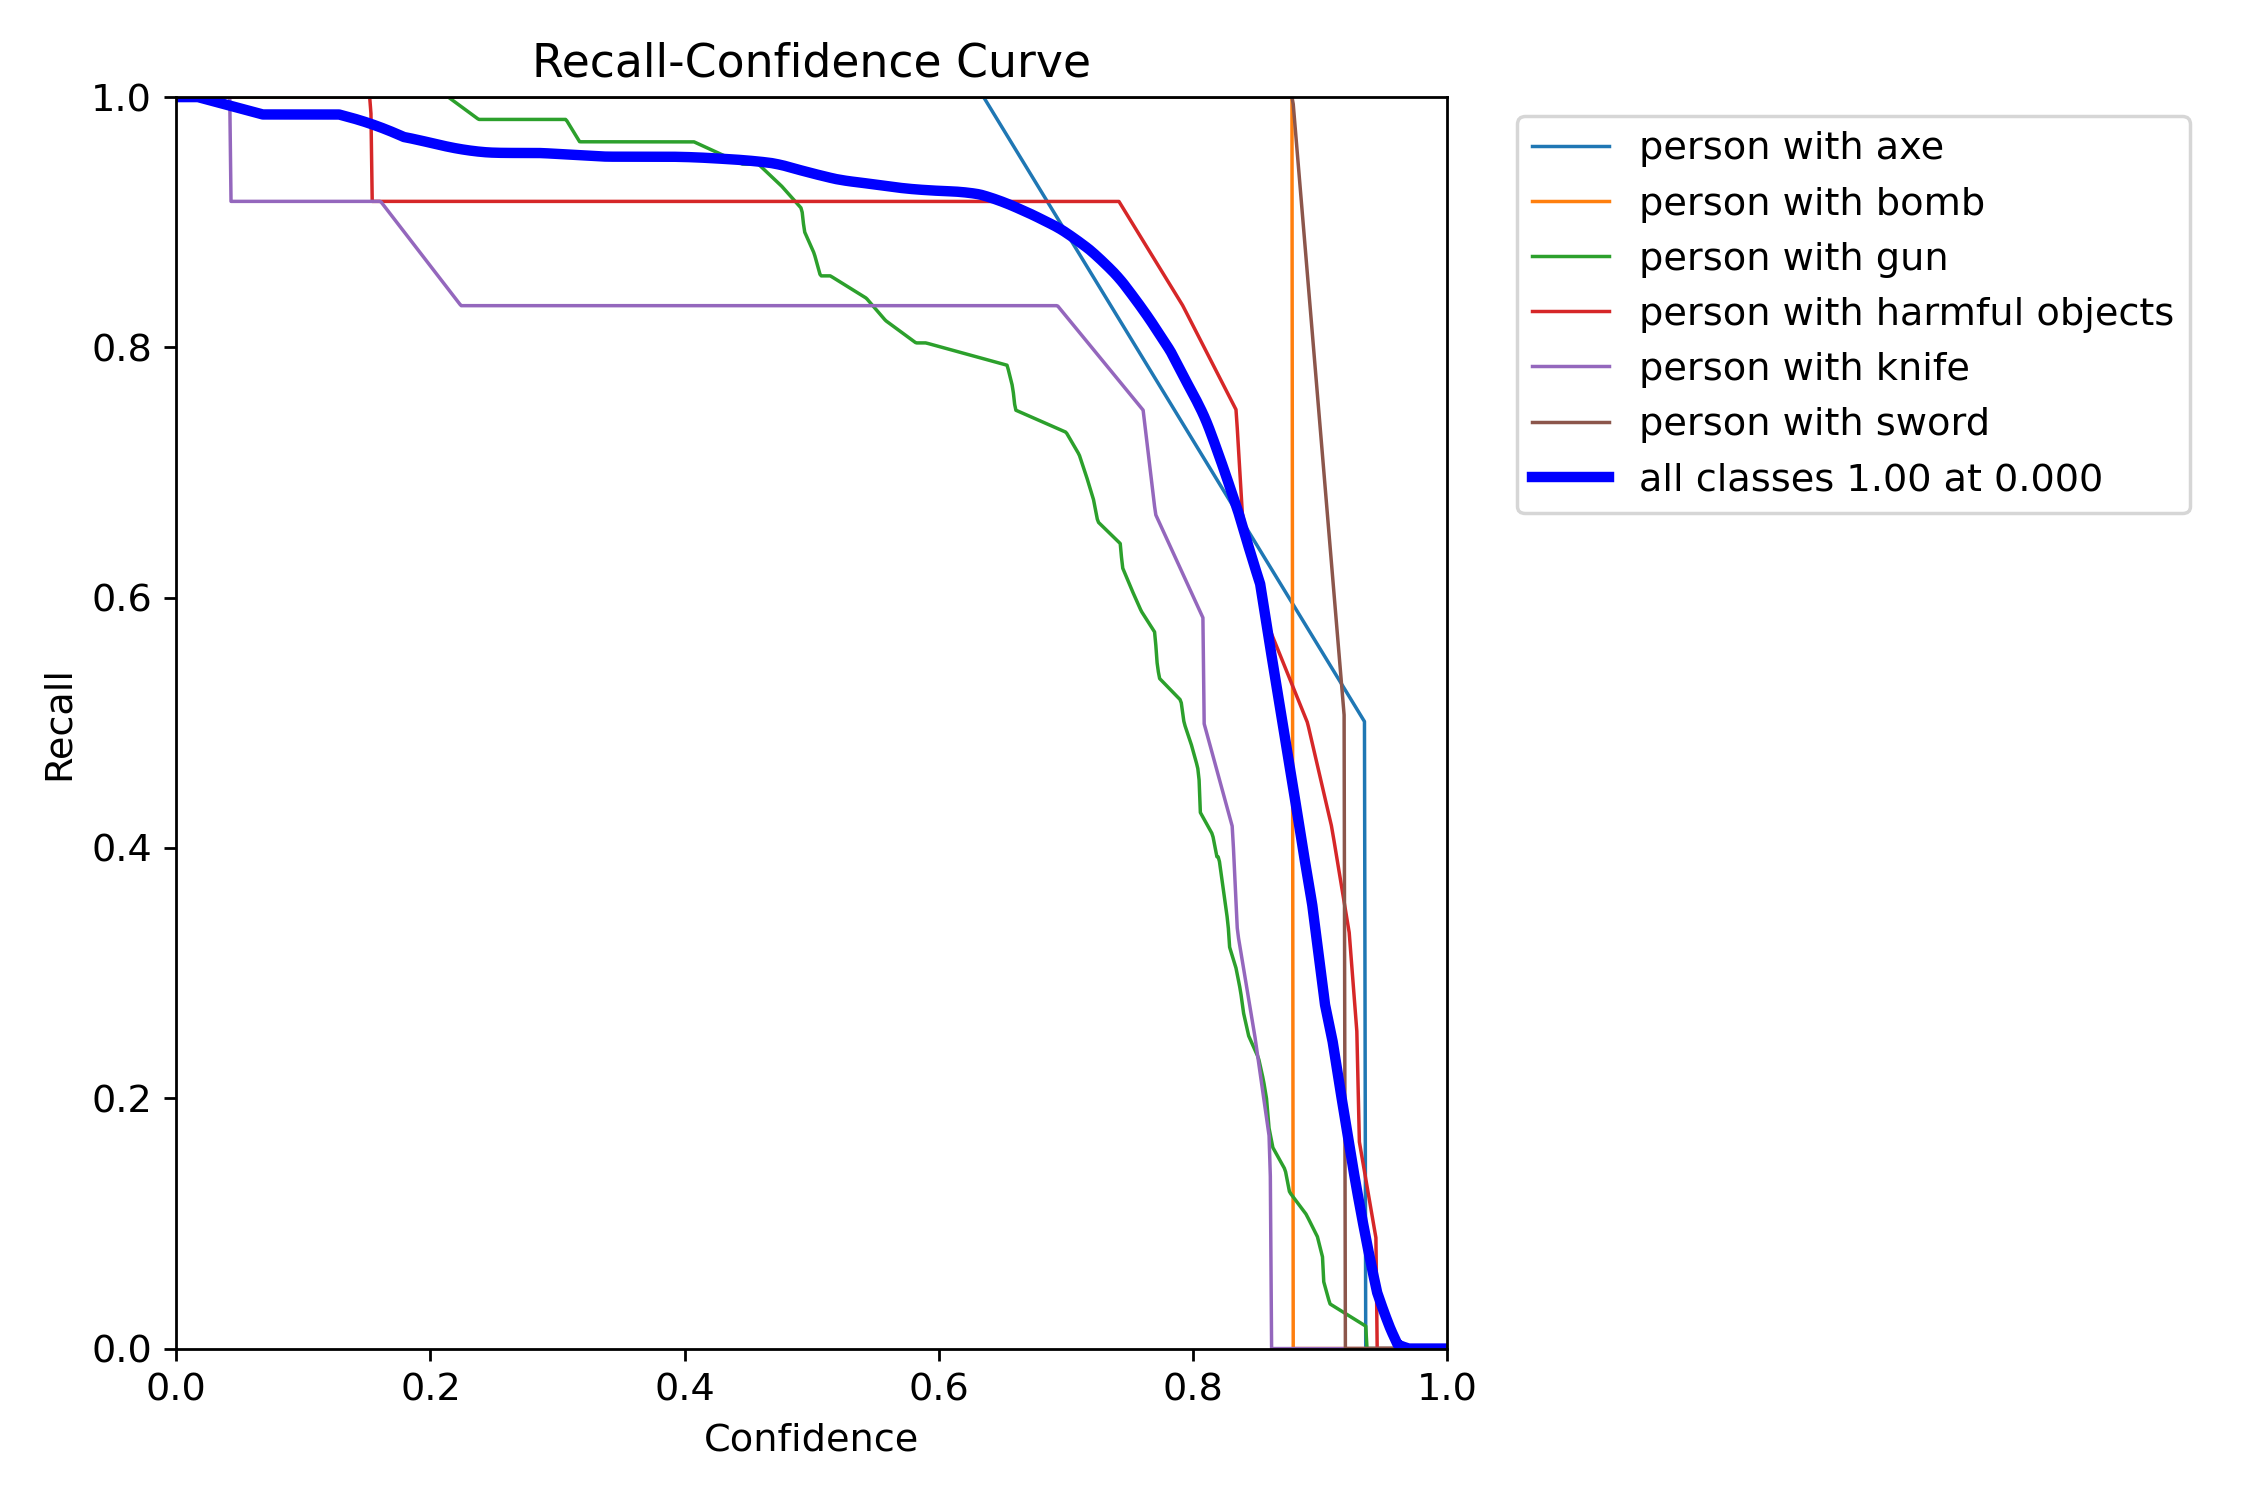 Recall-Confidence Curve
1.0
0.8
0.6
0.4
0.2
0.0
Recall
0.0 0.2 0.4 0.6 0.8 1.0
Confidence
person with axe
person with bomb
person with gun
person with harmful objects
person with knife
person with sword
all classes 1.00 at 0.000